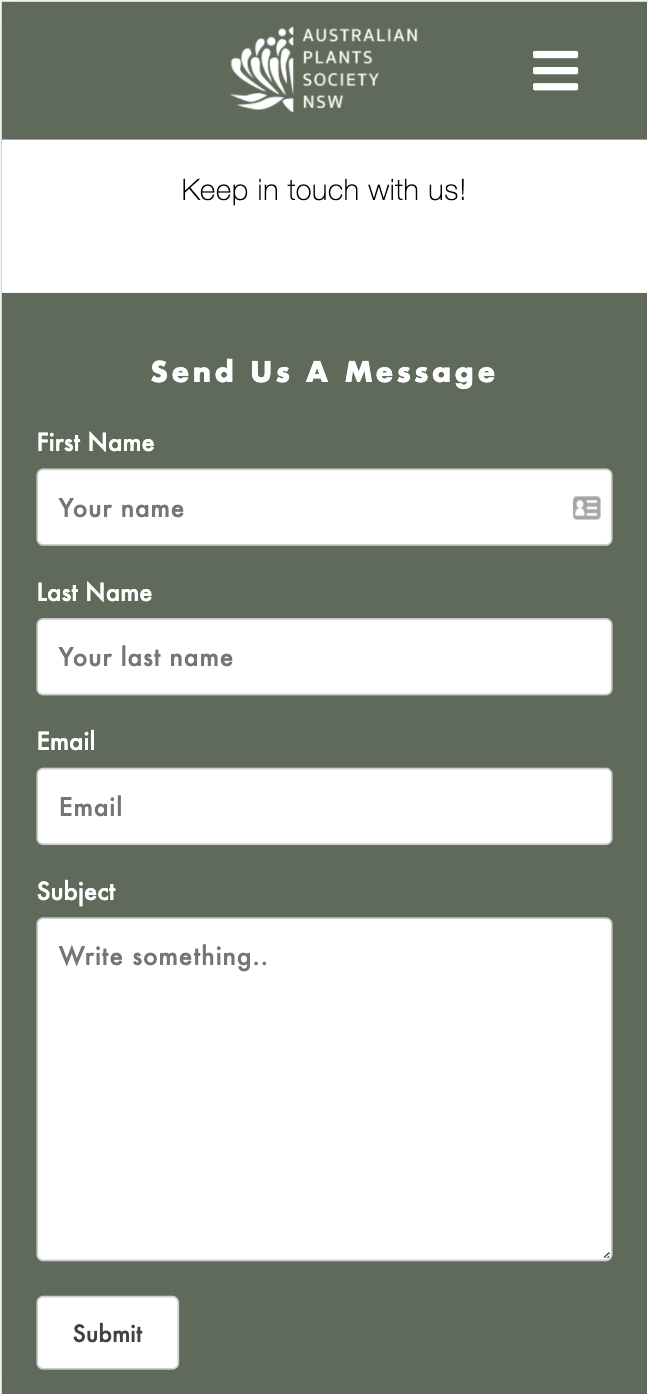 AUSTRALIAN
PLANTS
SOCIETY
NSW
Keep in touch with us!
Send Us A Message
First Name
Your name
Last Name
Your last name
Email
Email
Subject
Write something..
Submit